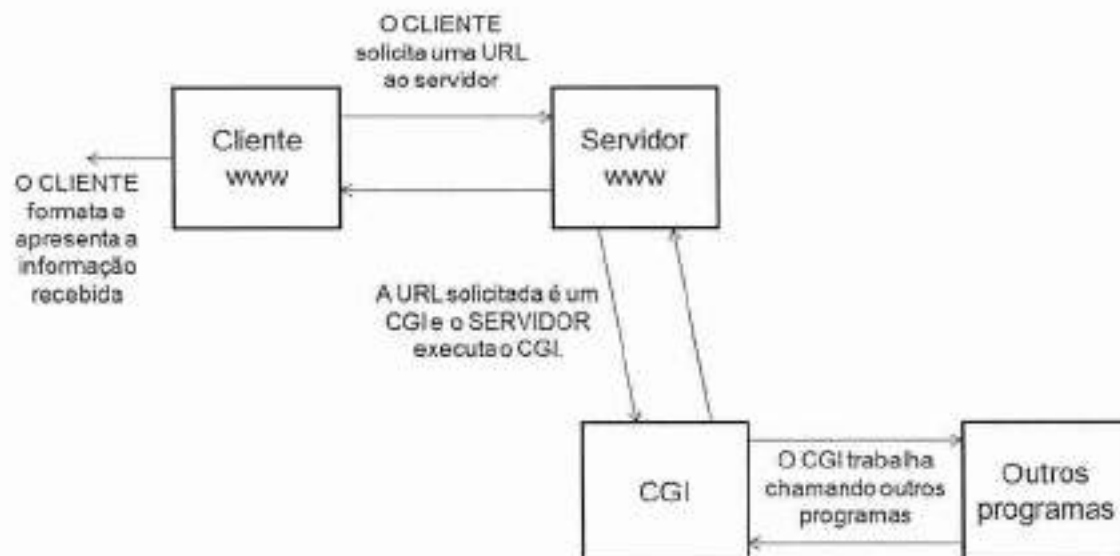 O CLIENTE
solicita uma URL
ao servidor
Cliente
www
Servidor
www
O CLIENTE
formata e
apresenta a
informação
recebida
A URL solicitada é um
CGI e o SERVIDOR
executa o CGI.
CGI
O CGI trabalha
chamando outros
programas
Outros
programas